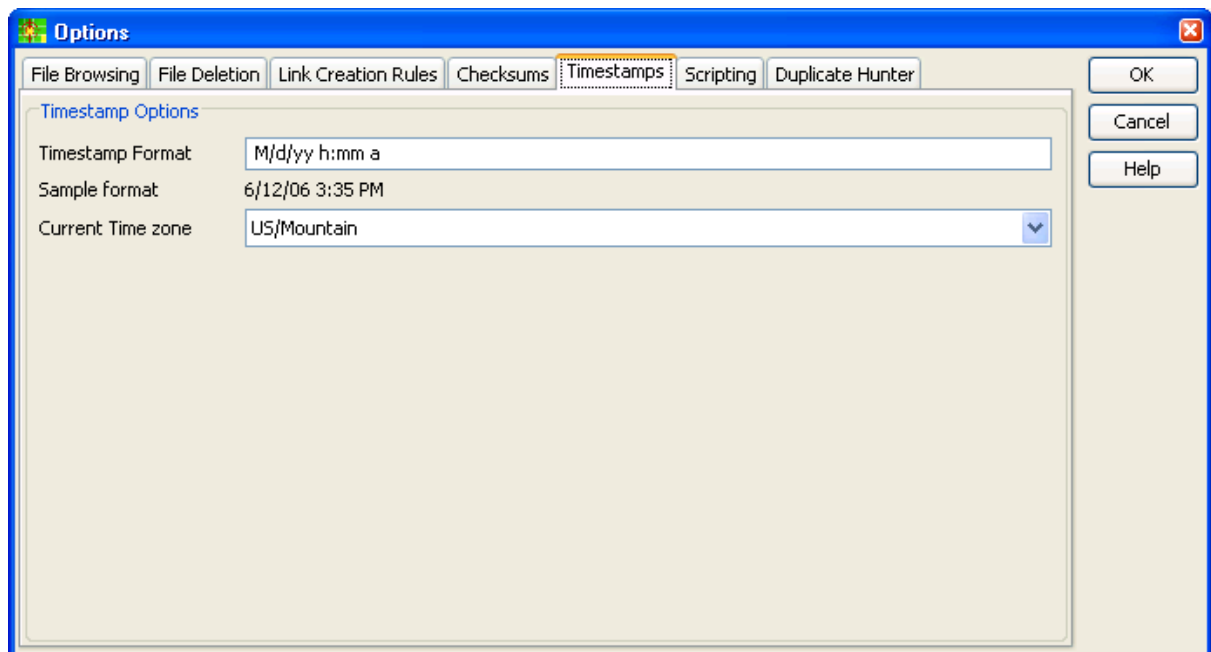 Options
File Browsing File Deletion Link Creation Rules Checksums Timestamps Scripting Duplicate Hunter
OK
Cancel
Help
Timestamp Options
Timestamp Format M/d/yy h:mm a
Sample format 6/12/06 3:35 PM
Current Time zone US/Mountain